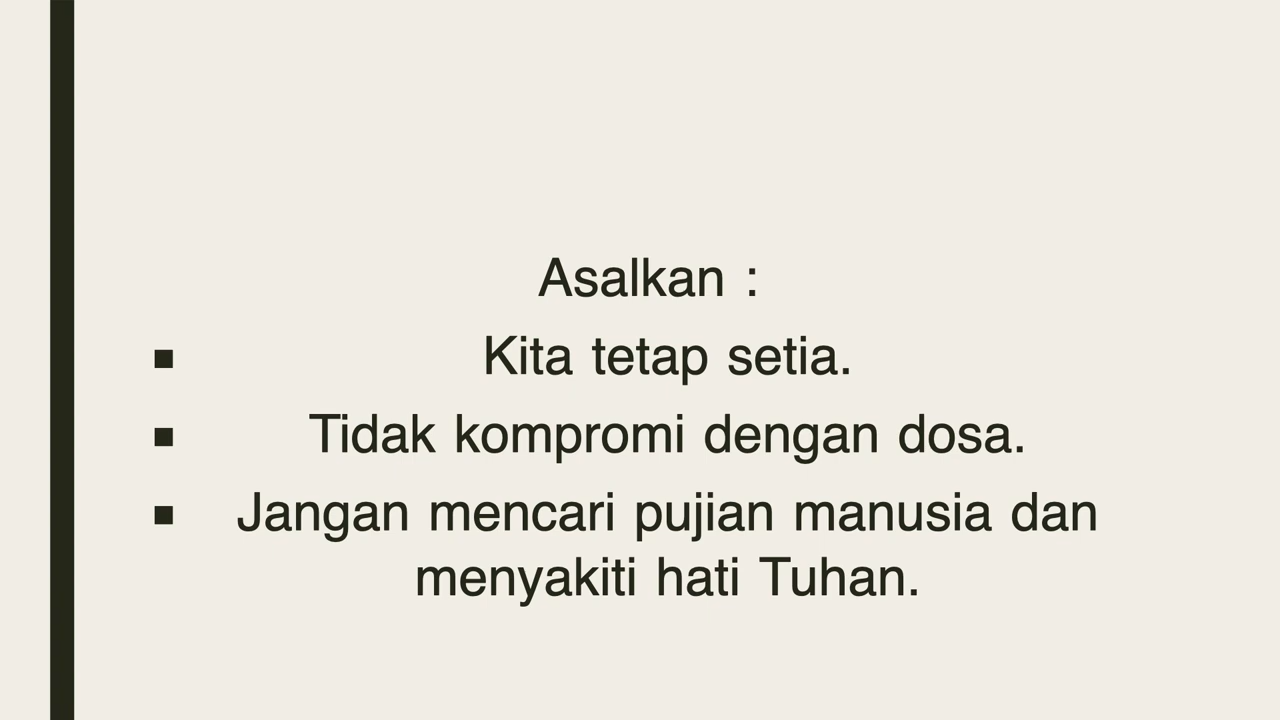 Asalkan :
▪ Kita tetap setia.
▪ Tidak kompromi dengan dosa.
▪ Jangan mencari pujian manusia dan
menyakiti hati Tuhan.